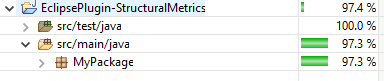 EclipsePlugin-StructuralMetrics 97.4 %
src/test/java 100.0 %
src/main/java 97.3 %
MyPackage 97.3 %